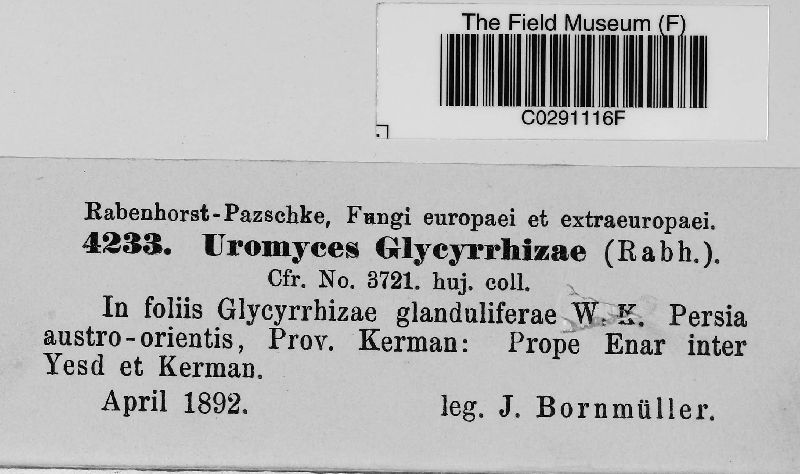 The Field Museum (F)
C0291116F
Rabenhorst-Pazschke, Fungi europaei et extraeuropaei.
4233. Uromyces Glycyrrhizae (Rabh.).
Cfr. No. 3721. huj. coll.
In foliis Glycyrrhizae glanduliferae W. K. Persia
austro-orientis, Prov. Kerman: Prope Enar inter
Yesd et Kerman.
April 1892. leg. J. Bornmüller.